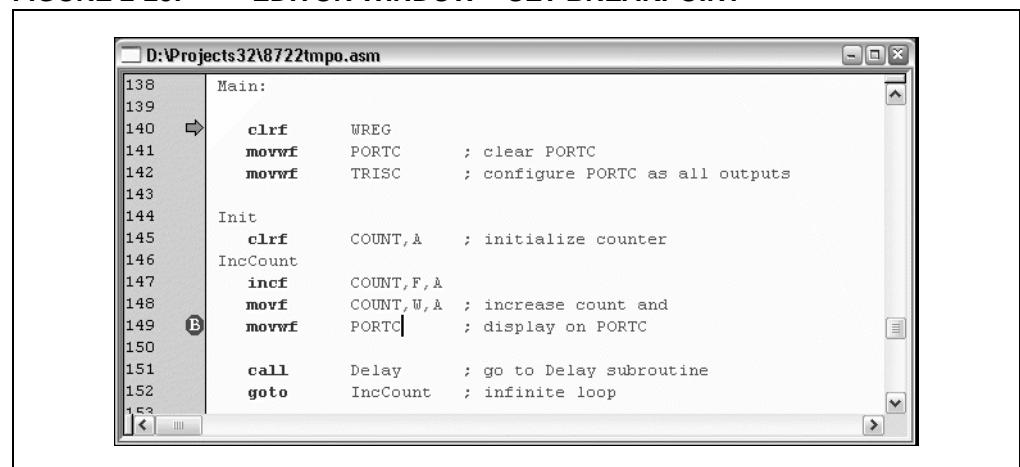 FIGURE 2-20: EDITOR WINDOW – SET BREAKPOINT
D:\Projects32\8722tmpo.asm
138 Main:
139
140 clrf WREG
141 movwf PORTC ; clear PORTC
142 movwf TRISC ; configure PORTC as all outputs
143
144 Init
145 clrf COUNT,A ; initialize counter
146 IncCount
147 incf COUNT,F,A
148 movf COUNT,W,A ; increase count and
149 B movwf PORTC ; display on PORTC
150
151 call Delay ; go to Delay subroutine
152 goto IncCount ; infinite loop
153